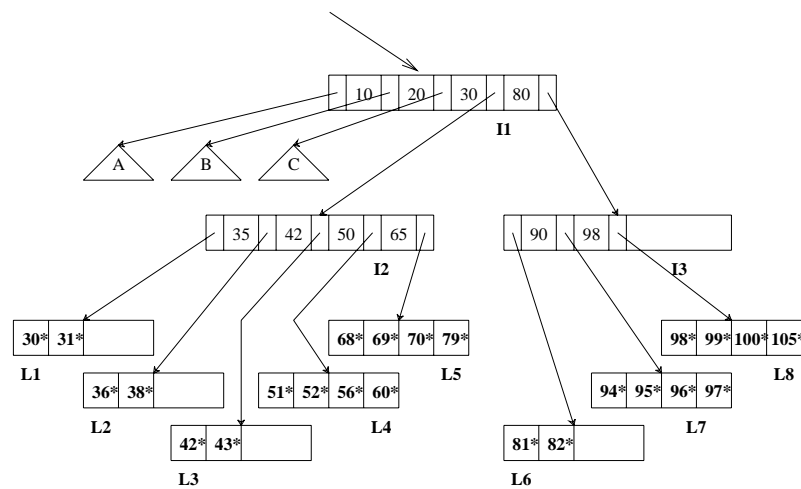 10 20 30 80
I1
A B C
35 42 50 65
90 98
I2
I3
30* 31*
68* 69* 70* 79*
98* 99* 100* 105*
L1
L5
L8
36* 38*
51* 52* 56* 60*
94* 95* 96* 97*
L2
L4
L7
42* 43*
81* 82*
L3
L6